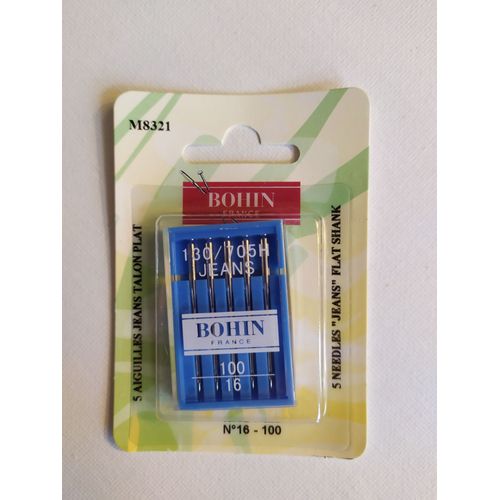 M8321
BOHIN
FRANCE
5 AIGUILLES JEANS TALON PLAT
5 NEEDLES "JEANS" FLAT SHANK
130/705H
JEANS
BOHIN
FRANCE
100
16
N°16 - 100